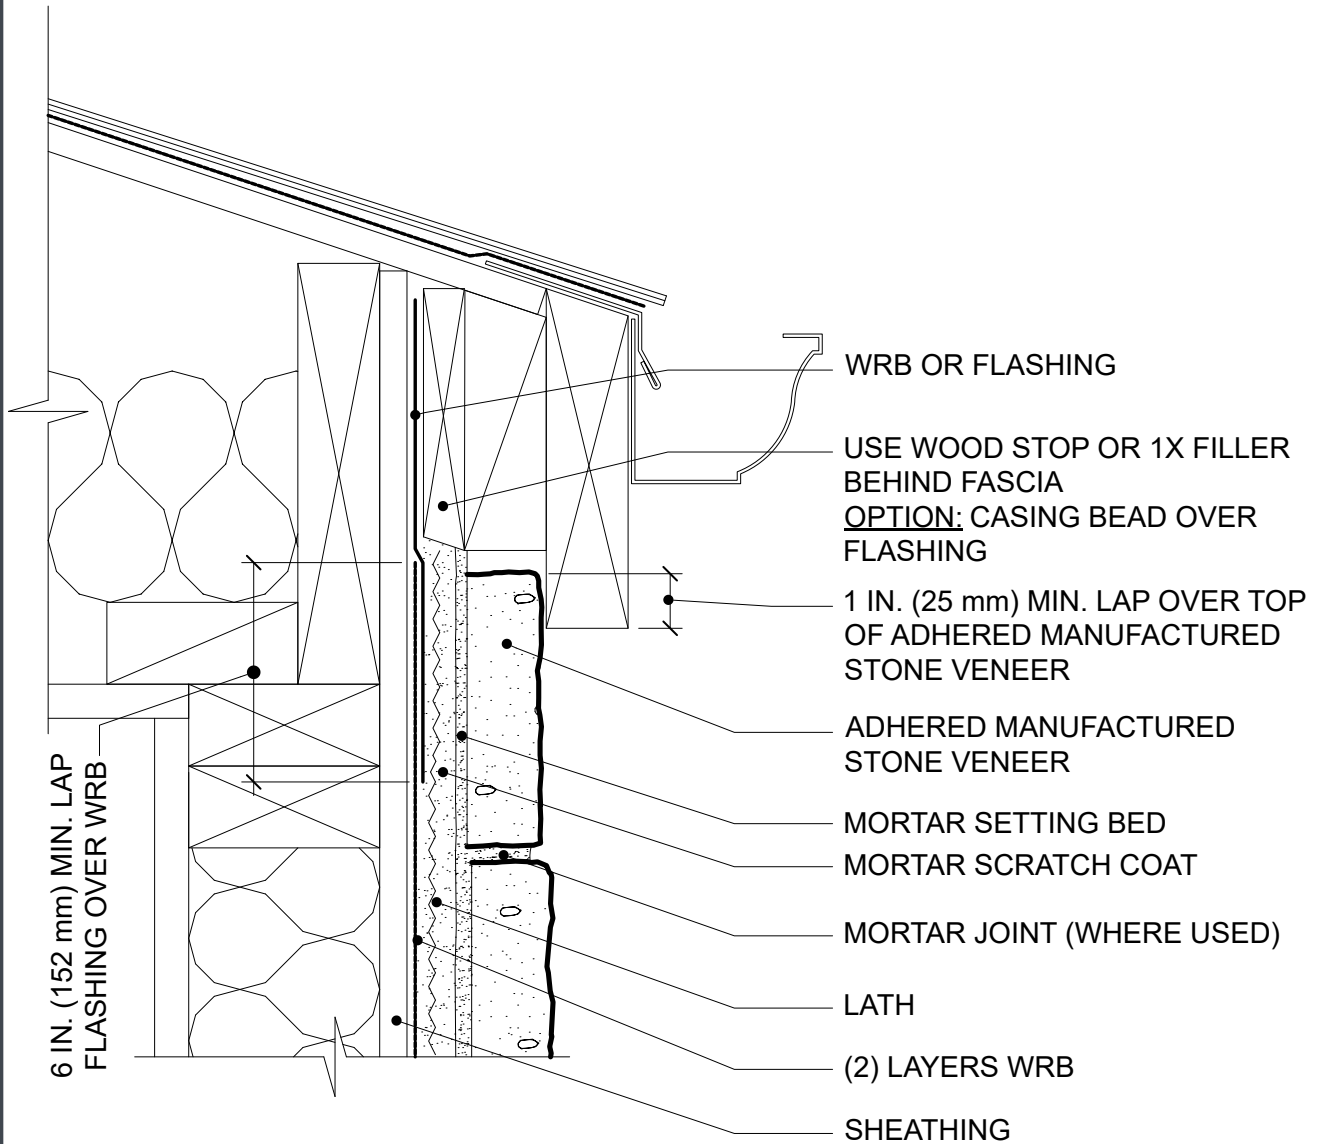 WRB OR FLASHING
USE WOOD STOP OR 1X FILLER
BEHIND FASCIA
OPTION: CASING BEAD OVER
FLASHING
1 IN. (25 mm) MIN. LAP OVER TOP
OF ADHERED MANUFACTURED
STONE VENEER
ADHERED MANUFACTURED
STONE VENEER
MORTAR SETTING BED
MORTAR SCRATCH COAT
MORTAR JOINT (WHERE USED)
LATH
(2) LAYERS WRB
SHEATHING
6 IN. (152 mm) MIN. LAP
FLASHING OVER WRB